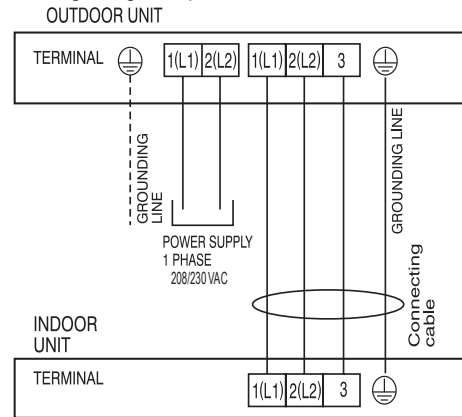 OUTDOOR UNIT
TERMINAL
1(L1) 2(L2) 1(L1) 2(L2) 3
GROUNDING
LINE
GROUNDING LINE
POWER SUPPLY
1 PHASE
208/230 VAC
Connecting
cable
INDOOR
UNIT
TERMINAL
1(L1) 2(L2) 3